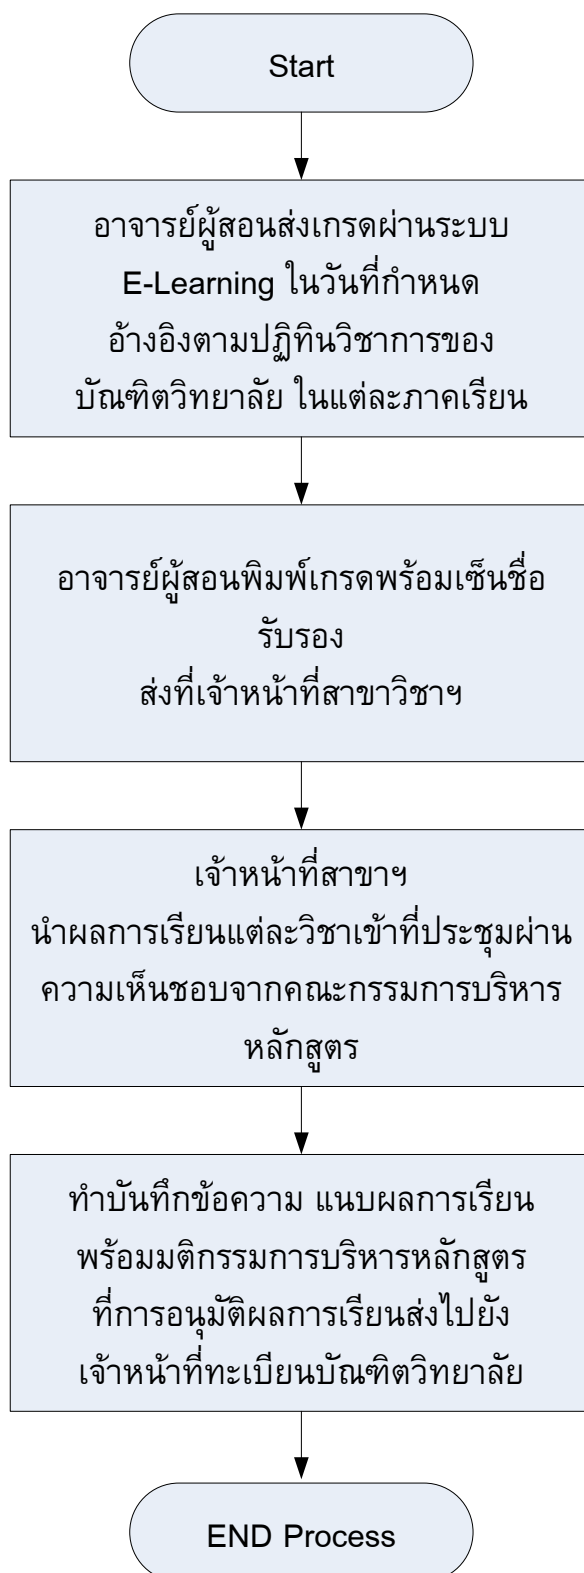 Start
อาจารย์ผู้สอนส่งเกรดผ่านระบบ
E-Learning ในวันที่กำหนด
อ้างอิงตามปฏิทินวิชาการของ
บัณฑิตวิทยาลัย ในแต่ละภาคเรียน
อาจารย์ผู้สอนพิมพ์เกรดพร้อมเซ็นชื่อ
รับรอง
ส่งที่เจ้าหน้าที่สาขาวิชาฯ
เจ้าหน้าที่สาขาฯ
นำผลการเรียนแต่ละวิชาเข้าที่ประชุมผ่าน
ความเห็นชอบจากคณะกรรมการบริหาร
หลักสูตร
ทำบันทึกข้อความ แนบผลการเรียน
พร้อมมติกรรมการบริหารหลักสูตร
ที่การอนุมัติผลการเรียนส่งไปยัง
เจ้าหน้าที่ทะเบียนบัณฑิตวิทยาลัย
END Process